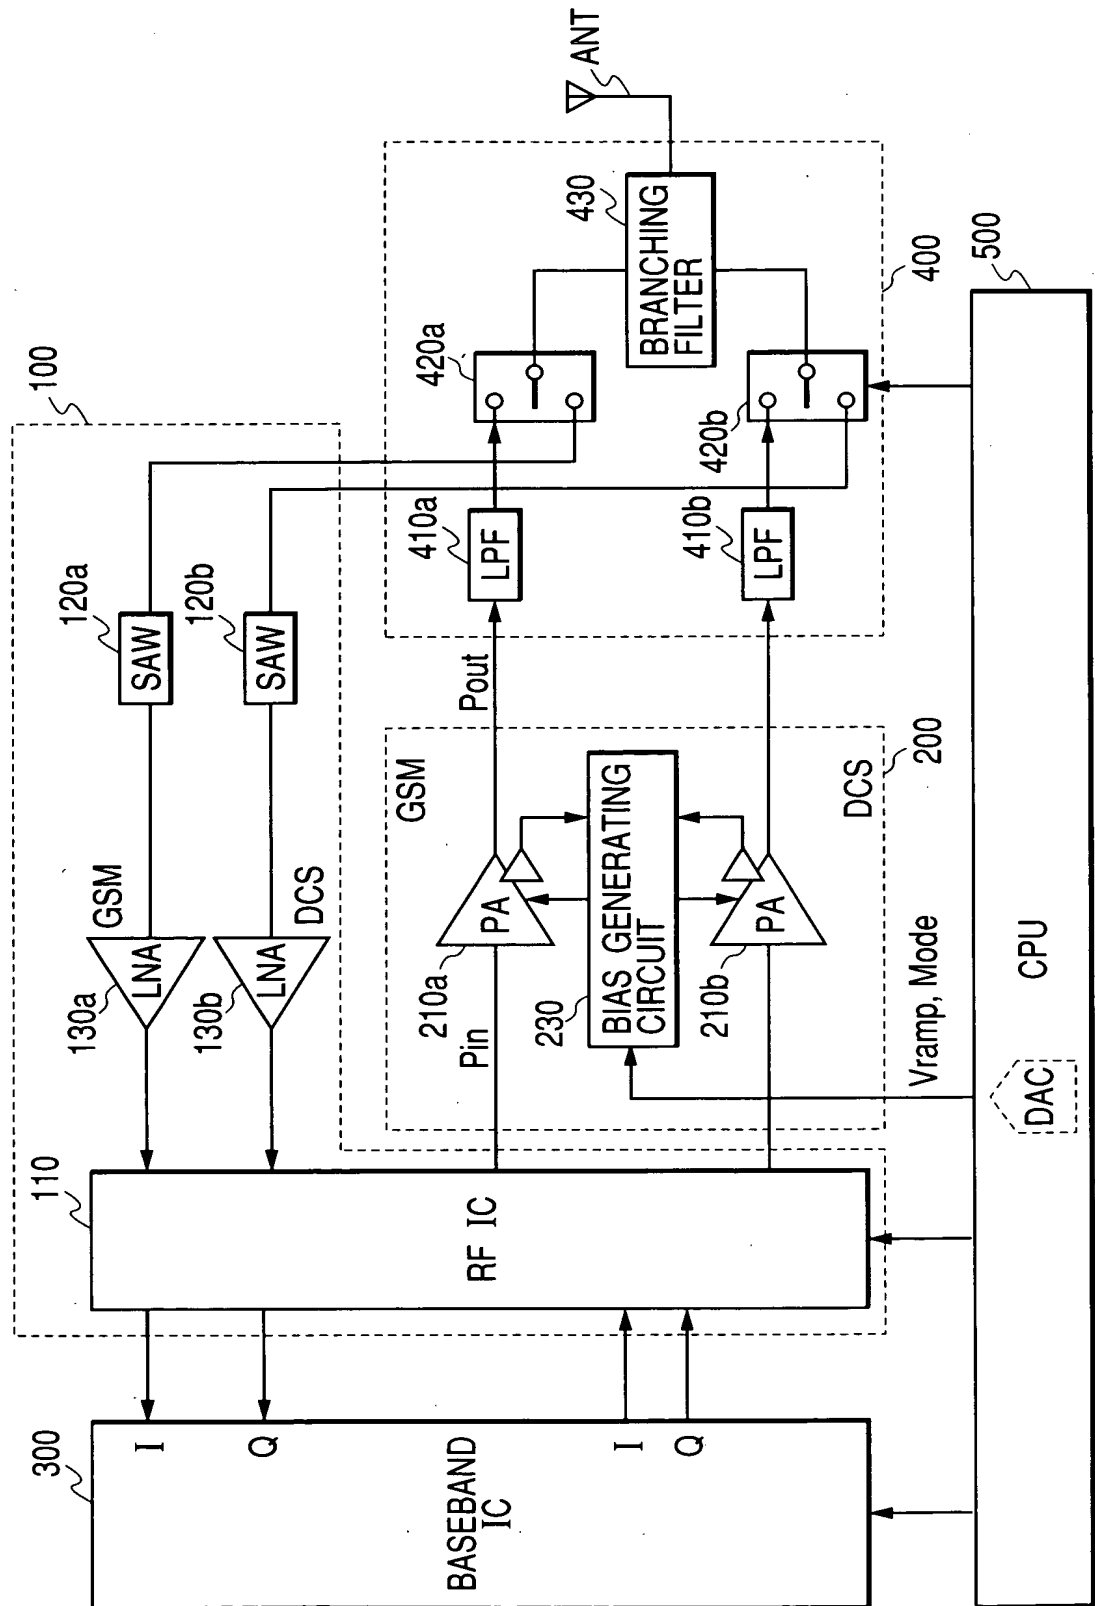 300
BASEBAND
IC
I
Q
I
Q
100
110
RF IC
130a
LNA
GSM
130b
LNA
DCS
120a
SAW
120b
SAW
Pin
210a
PA
GSM
Pout
230
BIAS GENERATING
CIRCUIT
210b
PA
DCS
200
410a
LPF
420a
410b
LPF
420b
430
BRANCHING
FILTER
400
ANT
Vramp, Mode
DAC
CPU
500